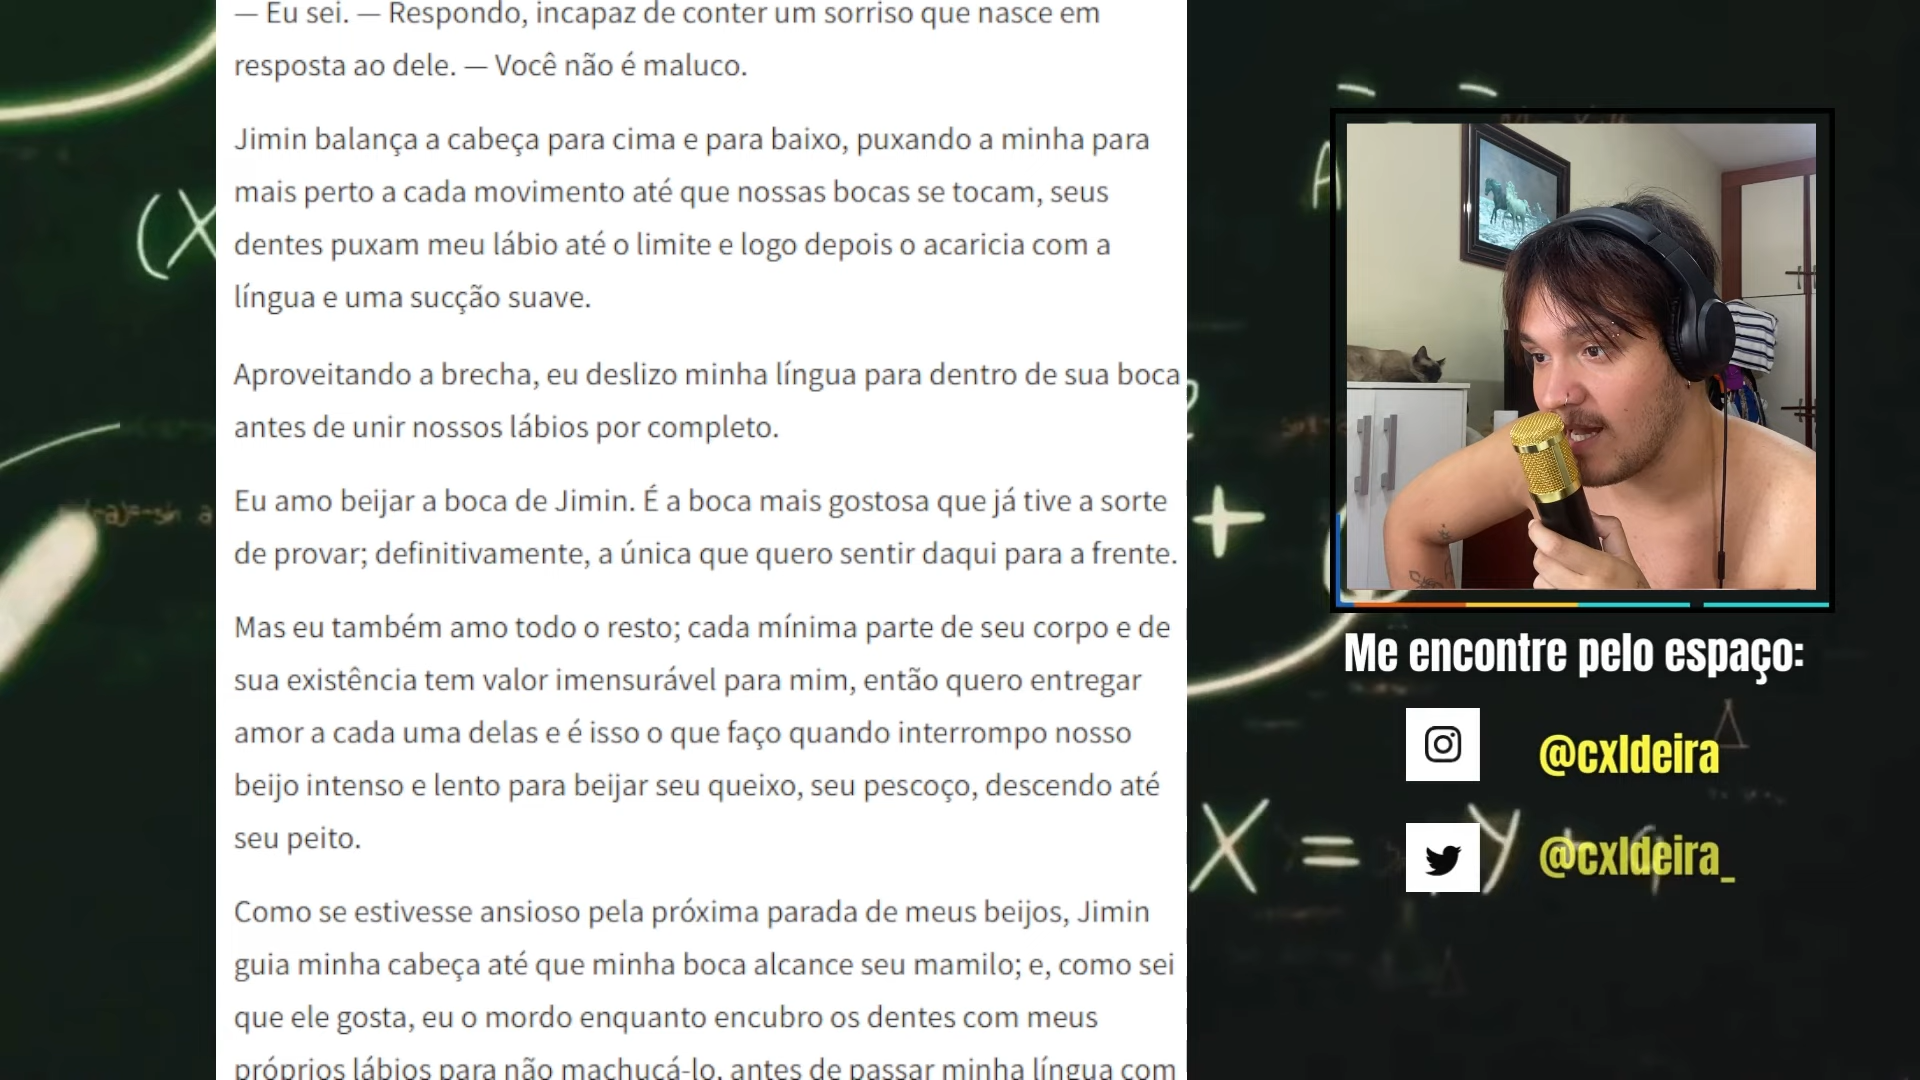 — Eu sei. — Respondo, incapaz de conter um sorriso que nasce em
resposta ao dele. — Você não é maluco.
Jimin balança a cabeça para cima e para baixo, puxando a minha para
mais perto a cada movimento até que nossas bocas se tocam, seus
dentes puxam meu lábio até o limite e logo depois o acaricia com a
língua e uma sucção suave.
Aproveitando a brecha, eu deslizo minha língua para dentro de sua boca
antes de unir nossos lábios por completo.
Eu amo beijar a boca de Jimin. É a boca mais gostosa que já tive a sorte
de provar; definitivamente, a única que quero sentir daqui para a frente.
Mas eu também amo todo o resto; cada mínima parte de seu corpo e de
sua existência tem valor imensurável para mim, então quero entregar
amor a cada uma delas e é isso o que faço quando interrompo nosso
beijo intenso e lento para beijar seu queixo, seu pescoço, descendo até
seu peito.
Como se estivesse ansioso pela próxima parada de meus beijos, Jimin
guia minha cabeça até que minha boca alcance seu mamilo; e, como sei
que ele gosta, eu o mordo enquanto encubro os dentes com meus
próprios lábios para não machucá-lo, antes de passar minha língua com
Me encontre pelo espaço:
@cxldeira
@cxldeira_
(X
+
X = Y +